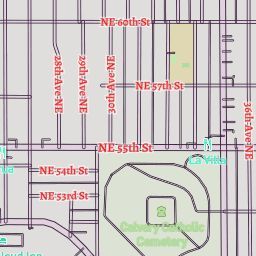 NE 60th St
28th Ave NE
29th Ave NE
30th Ave NE
NE 57th St
36th Ave NE
NE 55th St
N
La Villa
NE 54th St
NE 53rd St
Calvary Catholic
Cemetery